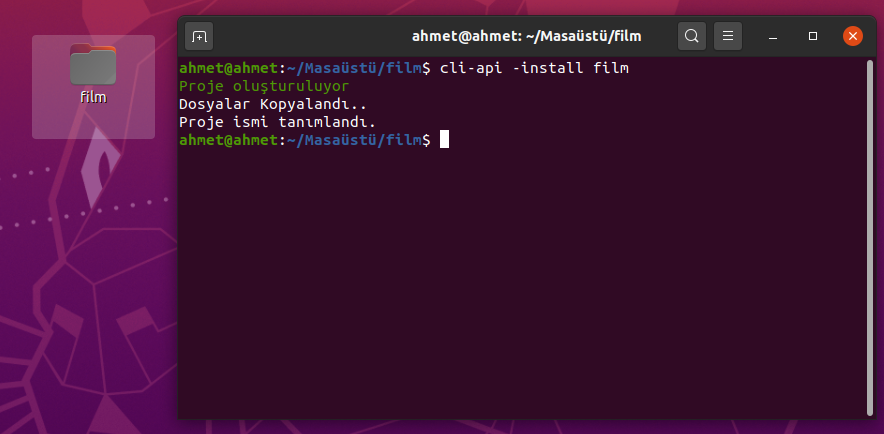 film
ahmet@ahmet: ~/Masaüstü/film
ahmet@ahmet:~/Masaüstü/film$ cli-api -install film
Proje oluşturuluyor
Dosyalar Kopyalandı..
Proje ismi tanımlandı.
ahmet@ahmet:~/Masaüstü/film$